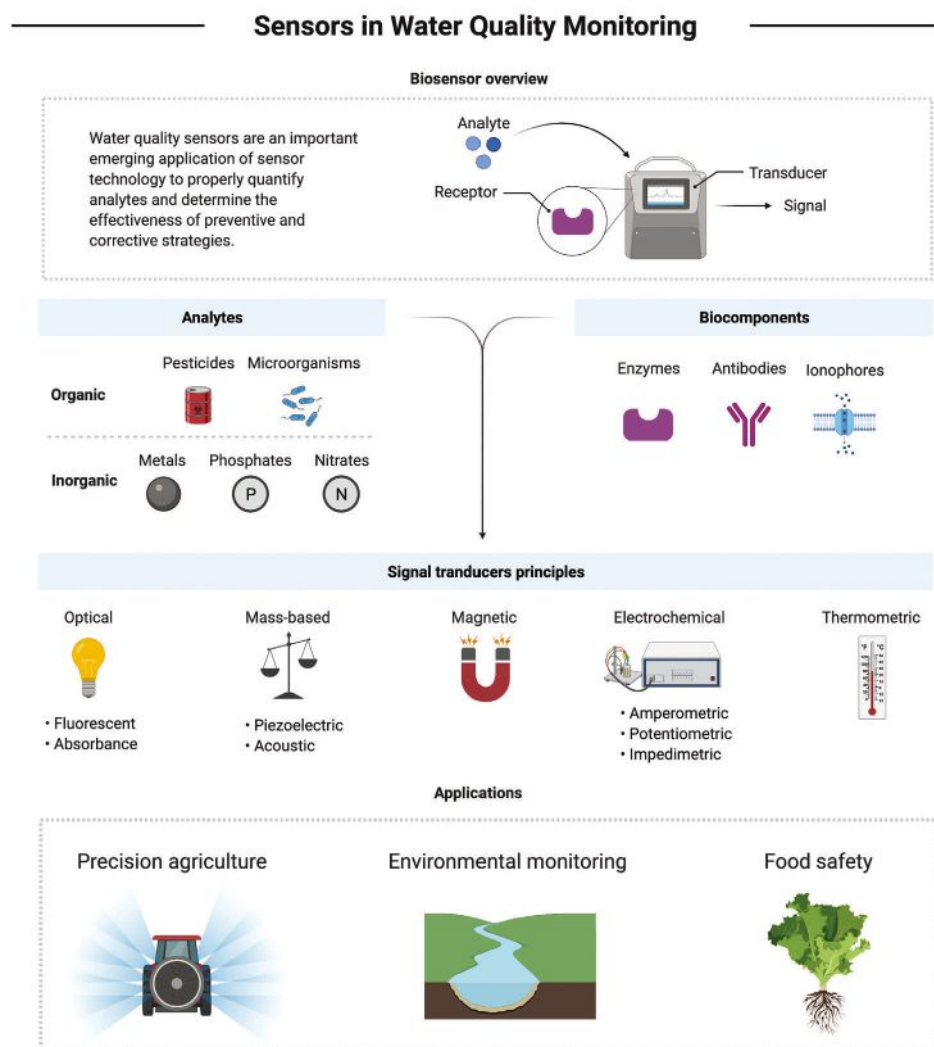 Sensors in Water Quality Monitoring
Biosensor overview
Water quality sensors are an important
emerging application of sensor
technology to properly quantify
analytes and determine the
effectiveness of preventive and
corrective strategies.
Analyte
Receptor
Transducer
Signal
Analytes
Organic
Pesticides
Microorganisms
Inorganic
Metals
Phosphates
Nitrates
P
N
Biocomponents
Enzymes
Antibodies
Ionophores
Signal tranducers principles
Optical
• Fluorescent
• Absorbance
Mass-based
• Piezoelectric
• Acoustic
Magnetic
Electrochemical
• Amperometric
• Potentiometric
• Impedimetric
Thermometric
°F °C
Applications
Precision agriculture
Environmental monitoring
Food safety